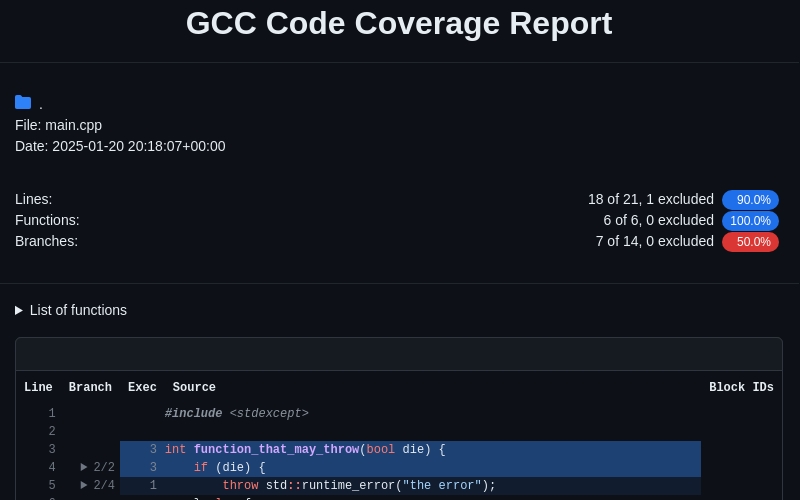 GCC Code Coverage Report
.
File: main.cpp
Date: 2025-01-20 20:18:07+00:00
Lines: 18 of 21, 1 excluded 90.0%
Functions: 6 of 6, 0 excluded 100.0%
Branches: 7 of 14, 0 excluded 50.0%
List of functions
Line Branch Exec Source Block IDs
1 #include <stdexcept>
2
3 3 int function_that_may_throw(bool die) {
4 2/2 3 if (die) {
5 2/4 1 throw std::runtime_error("the error");